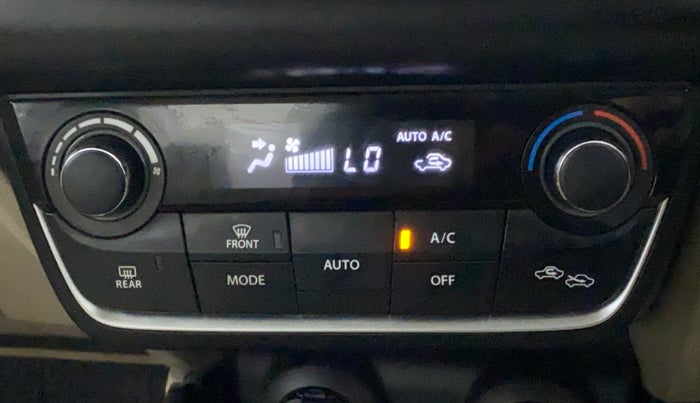 AUTO A/C
LO
FRONT
A/C
REAR
MODE
AUTO
OFF